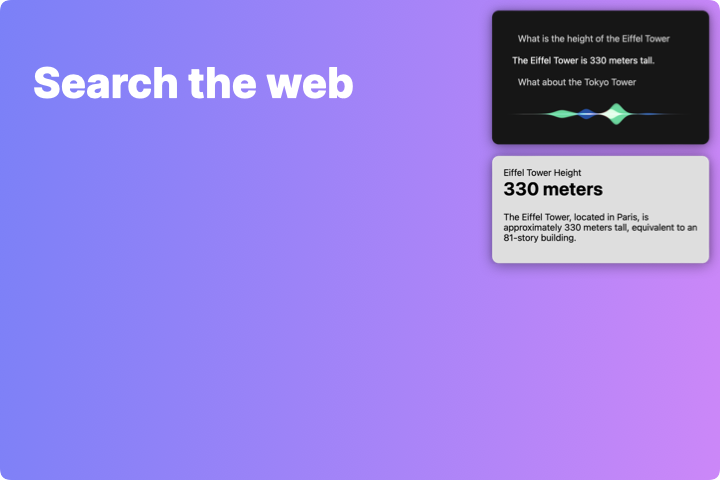 Search the web
What is the height of the Eiffel Tower
The Eiffel Tower is 330 meters tall.
What about the Tokyo Tower
Eiffel Tower Height
330 meters
The Eiffel Tower, located in Paris, is
approximately 330 meters tall, equivalent to an
81-story building.